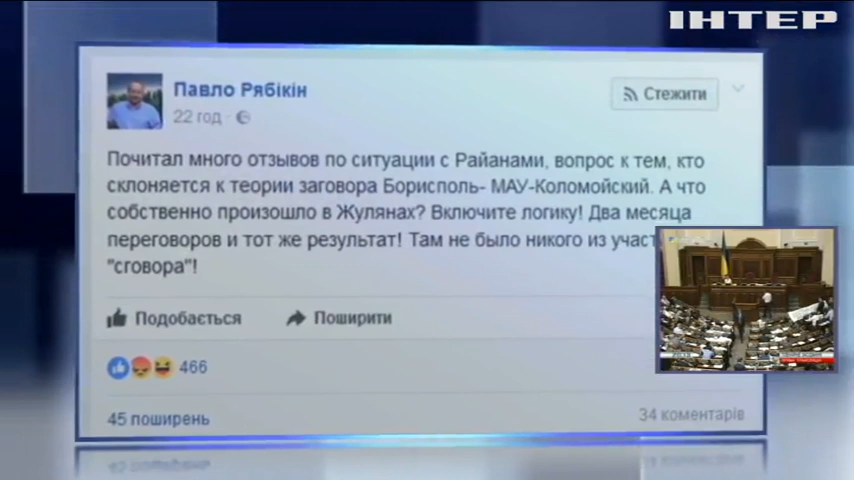 ІНТЕР
Павло Рябікін
22 год ·
Стежити
Почитал много отзывов по ситуации с Райанами, вопрос к тем, кто
склоняется к теории заговора Борисполь- МАУ-Коломойский. А что
собственно произошло в Жулянах? Включите логику! Два месяца
переговоров и тот же результат! Там не было никого из
"сговора"!
Подобається
Поширити
466
45 поширень
34 коментарів